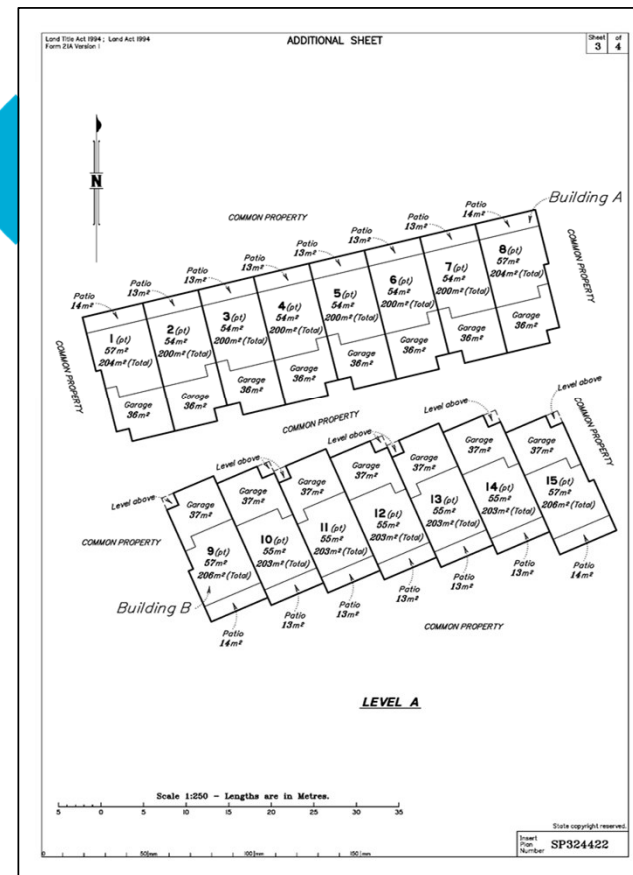 Land Title Act 1994 ; Land Act 1994
Form 21A Version 1
ADDITIONAL SHEET
Sheet of
3 4
N
Building A
COMMON PROPERTY
COMMON PROPERTY
COMMON PROPERTY
Patio
14m²
Patio
13m²
Patio
13m²
Patio
13m²
Patio
13m²
Patio
13m²
Patio
13m²
Patio
14m²
1 (pt)
57m²
204m² (Total)
2 (pt)
54m²
200m² (Total)
3 (pt)
54m²
200m² (Total)
4 (pt)
54m²
200m² (Total)
5 (pt)
54m²
200m² (Total)
6 (pt)
54m²
200m² (Total)
7 (pt)
54m²
200m² (Total)
8 (pt)
57m²
204m² (Total)
Garage
36m²
Garage
36m²
Garage
36m²
Garage
36m²
Garage
36m²
Garage
36m²
Garage
36m²
Garage
36m²
COMMON PROPERTY
Level above
Level above
Level above
Level above
Level above
COMMON PROPERTY
Garage
37m²
Garage
37m²
Garage
37m²
Garage
37m²
Garage
37m²
Garage
37m²
Garage
37m²
COMMON PROPERTY
9 (pt)
57m²
206m² (Total)
10 (pt)
55m²
203m² (Total)
11 (pt)
55m²
203m² (Total)
12 (pt)
55m²
203m² (Total)
13 (pt)
55m²
203m² (Total)
14 (pt)
55m²
203m² (Total)
15 (pt)
57m²
206m² (Total)
Building B
Patio
14m²
Patio
13m²
Patio
13m²
Patio
13m²
Patio
13m²
Patio
13m²
Patio
14m²
COMMON PROPERTY
LEVEL A
Scale 1:250 - Lengths are in Metres.
5 0 5 10 15 20 25 30 35
State copyright reserved.
0 50mm 100mm 150mm
Insert
Plan
Number
SP324422